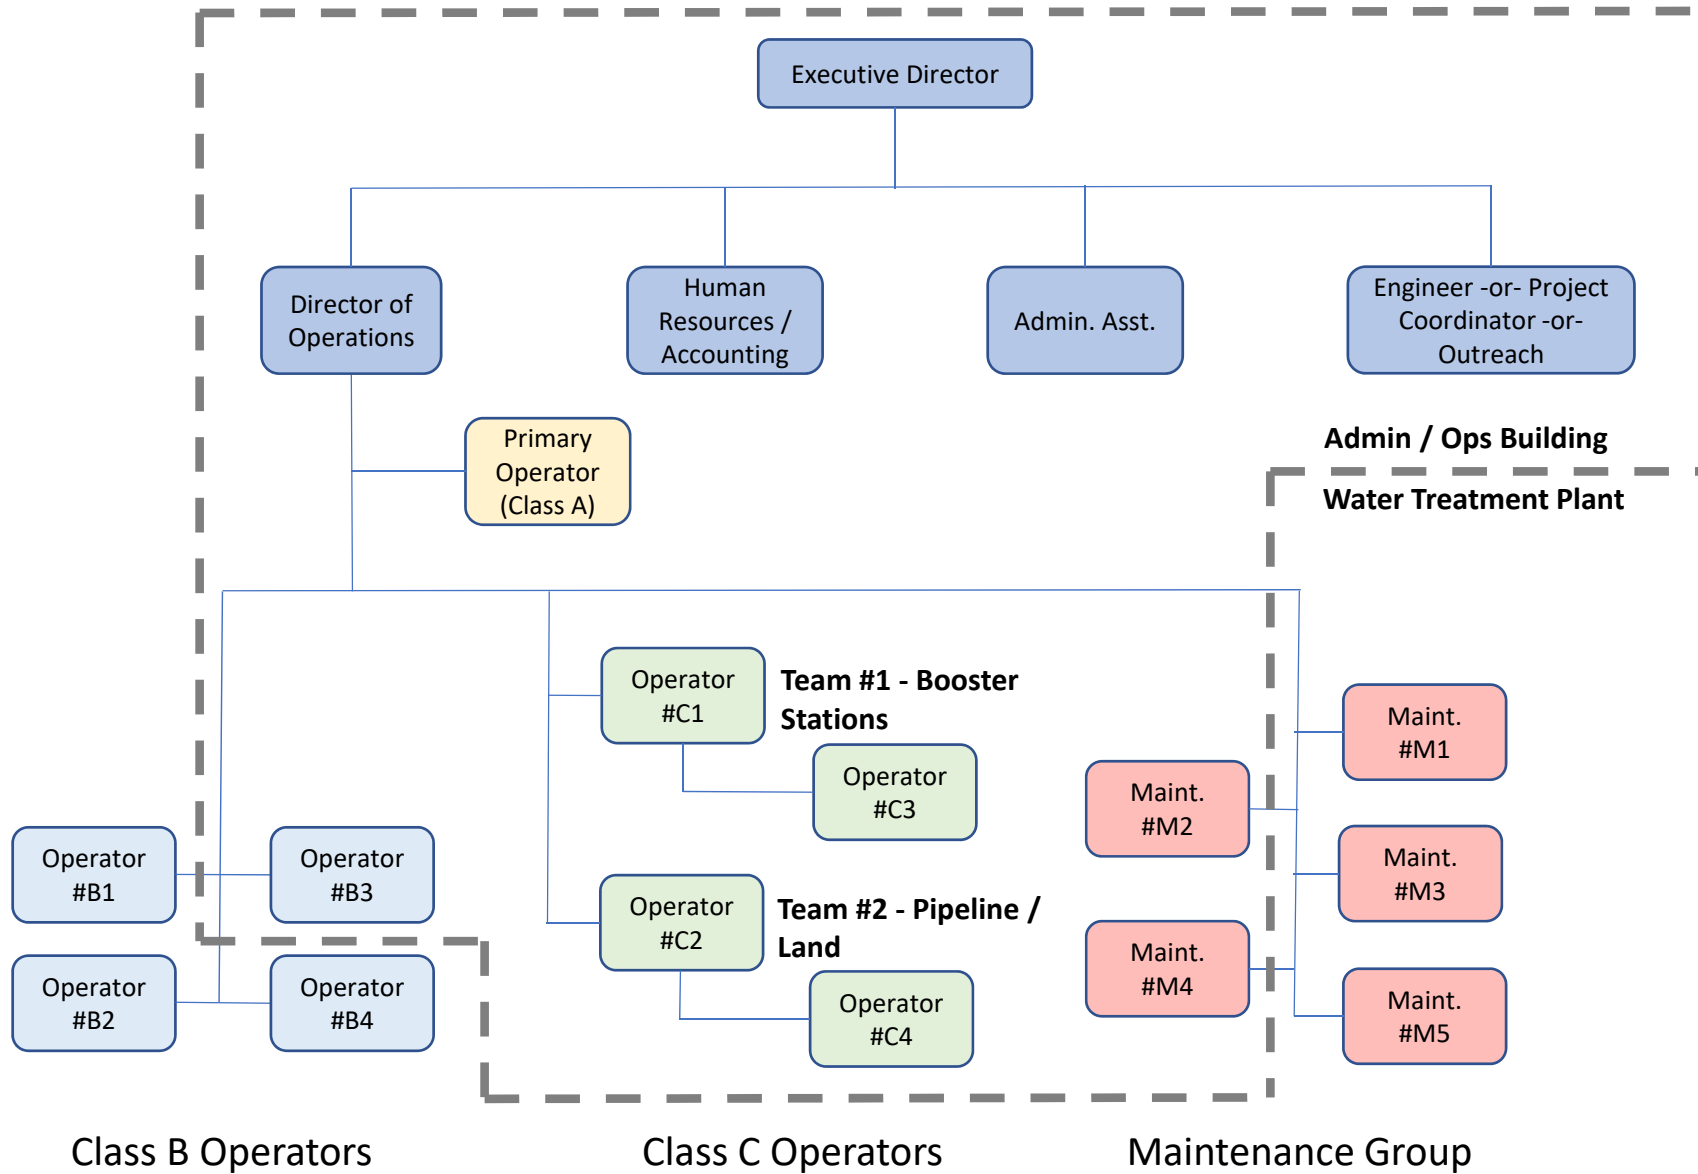 Executive Director
Director of
Operations
Human
Resources /
Accounting
Admin. Asst.
Engineer -or- Project
Coordinator -or-
Outreach
Primary
Operator
(Class A)
Admin / Ops Building
Water Treatment Plant
Operator
#C1
Team #1 - Booster
Stations
Operator
#C3
Operator
#C2
Team #2 - Pipeline /
Land
Operator
#C4
Maint.
#M1
Maint.
#M2
Maint.
#M3
Maint.
#M4
Maint.
#M5
Operator
#B1
Operator
#B3
Operator
#B2
Operator
#B4
Class B Operators
Class C Operators
Maintenance Group